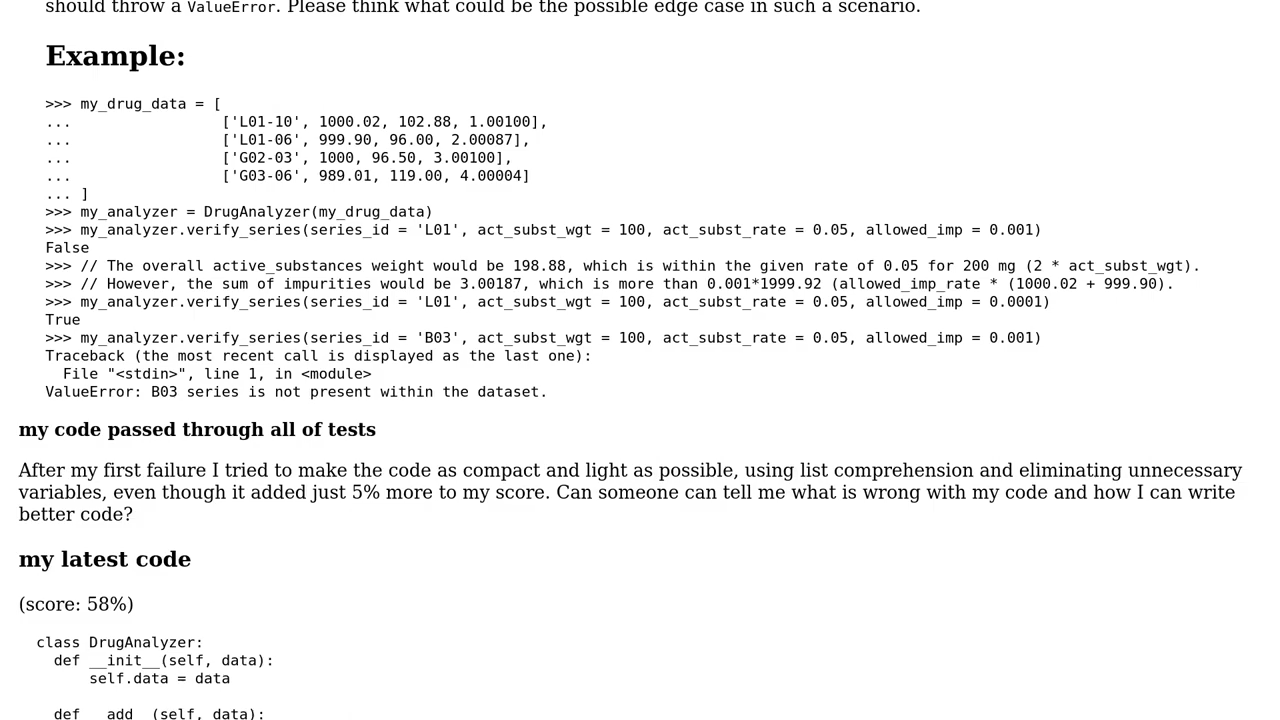 should throw a ValueError. Please think what could be the possible edge case in such a scenario.
Example:
>>> my_drug_data = [
...                 ['L01-10', 1000.02, 102.88, 1.00100],
...                 ['L01-06', 999.90, 96.00, 2.00087],
...                 ['G02-03', 1000, 96.50, 3.00100],
...                 ['G03-06', 989.01, 119.00, 4.00004]
... ]
>>> my_analyzer = DrugAnalyzer(my_drug_data)
>>> my_analyzer.verify_series(series_id = 'L01', act_subst_wgt = 100, act_subst_rate = 0.05, allowed_imp = 0.001)
False
>>> // The overall active_substances weight would be 198.88, which is within the given rate of 0.05 for 200 mg (2 * act_subst_wgt).
>>> // However, the sum of impurities would be 3.00187, which is more than 0.001*1999.92 (allowed_imp_rate * (1000.02 + 999.90).
>>> my_analyzer.verify_series(series_id = 'L01', act_subst_wgt = 100, act_subst_rate = 0.05, allowed_imp = 0.0001)
True
>>> my_analyzer.verify_series(series_id = 'B03', act_subst_wgt = 100, act_subst_rate = 0.05, allowed_imp = 0.001)
Traceback (the most recent call is displayed as the last one):
  File "<stdin>", line 1, in <module>
ValueError: B03 series is not present within the dataset.
my code passed through all of tests
After my first failure I tried to make the code as compact and light as possible, using list comprehension and eliminating unnecessary
variables, even though it added just 5% more to my score. Can someone can tell me what is wrong with my code and how I can write
better code?
my latest code
(score: 58%)
class DrugAnalyzer:
  def __init__(self, data):
      self.data = data
  def __add__(self, data):